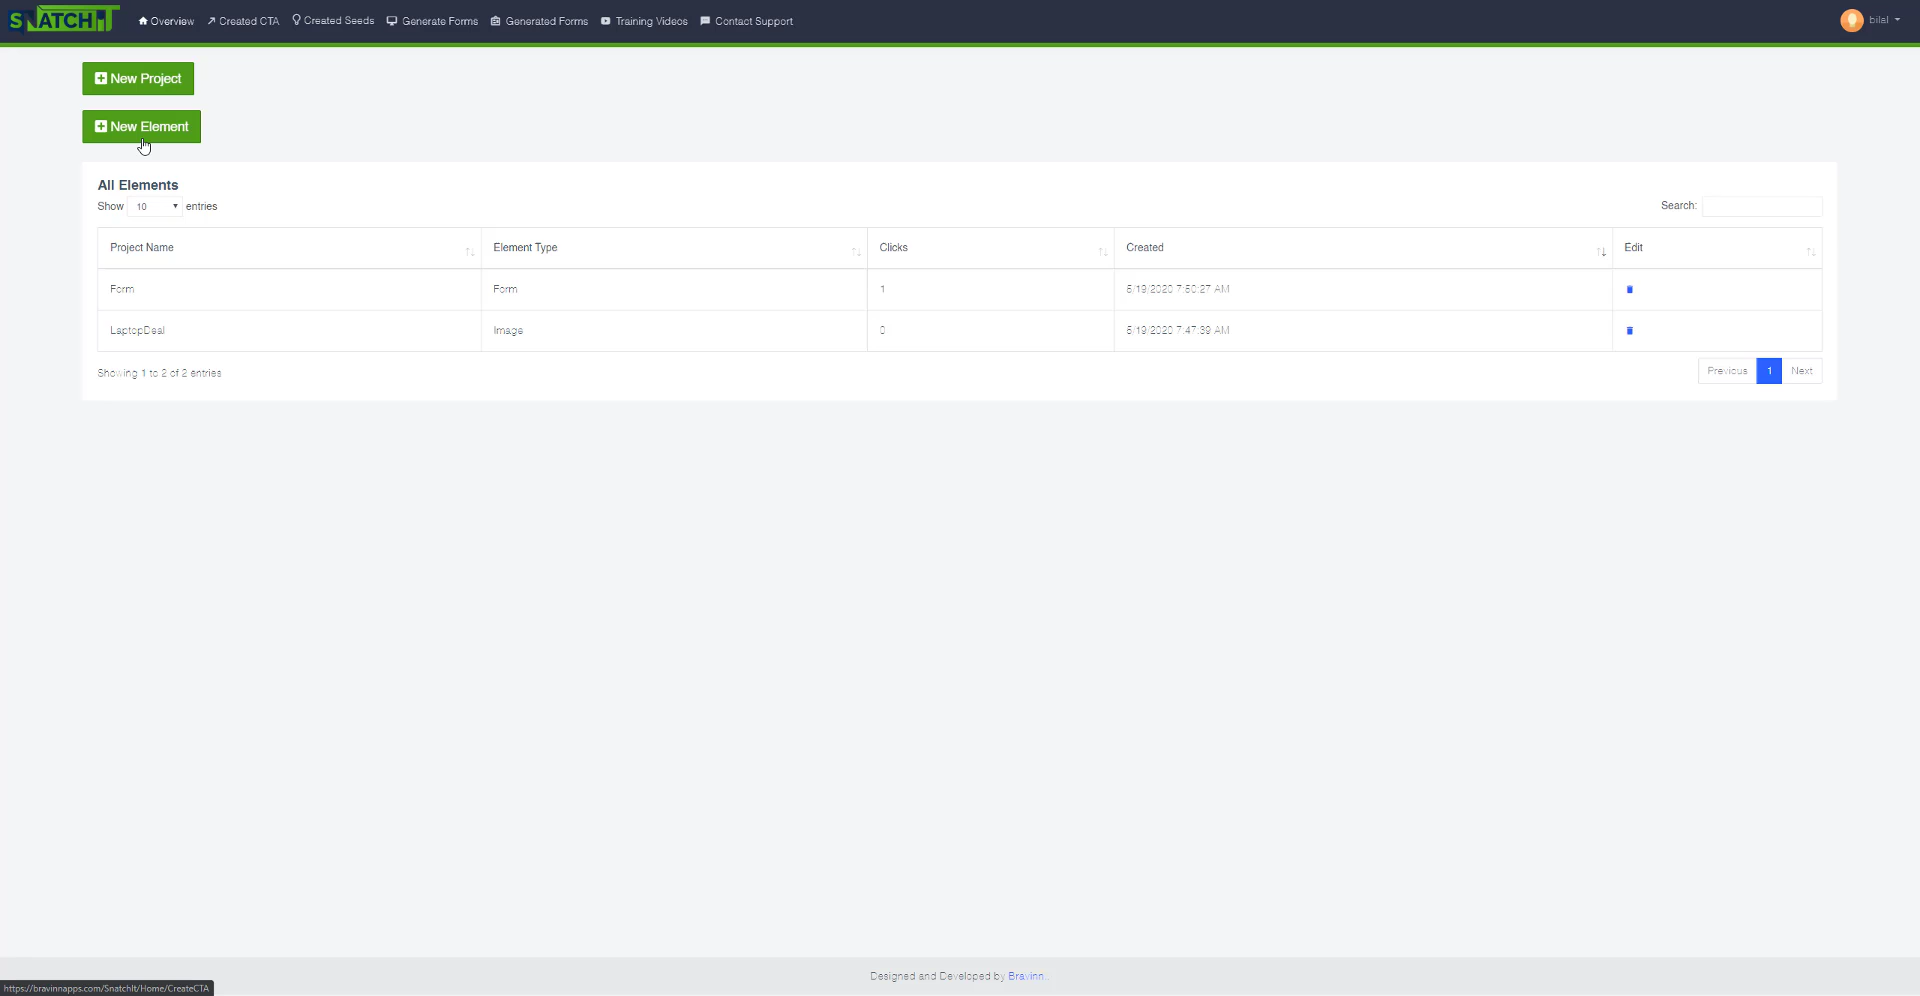 SNATCHIT Overview Created CTA Created Seeds Generate Forms Generated Forms Training Videos Contact Support bilal
New Project
New Element
All Elements
Show 10 entries Search:
Project Name Element Type Clicks Created Edit
Form Form 1 5/19/2020 7:50:27 AM
LaptopDeal Image 0 5/19/2020 7:47:39 AM
Showing 1 to 2 of 2 entries Previous 1 Next
Designed and Developed by Bravinn.
https://bravinnapps.com/SnatchIt/Home/CreateCTA